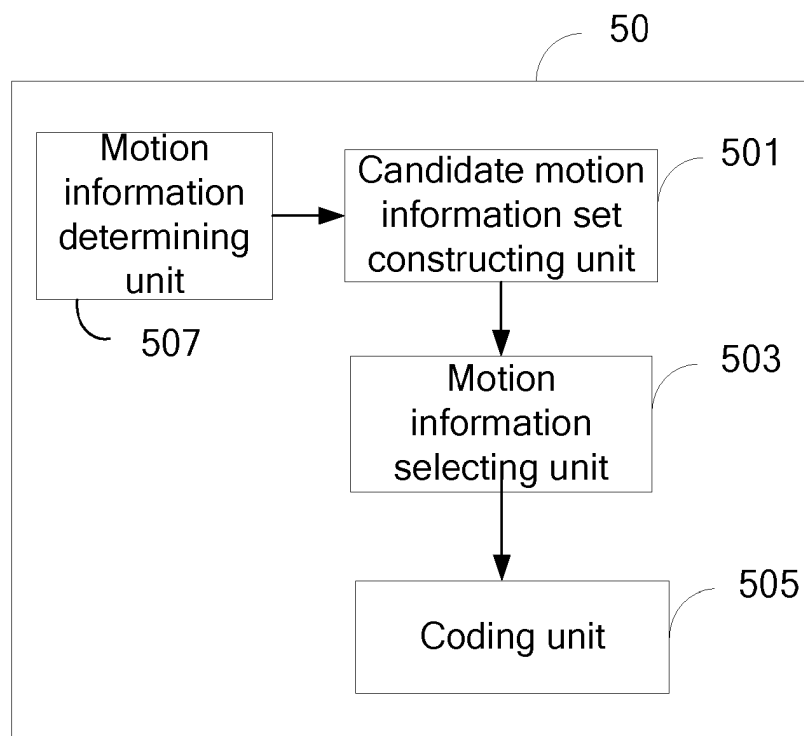 50
Motion
information
determining
unit
507
Candidate motion
information set
constructing unit
501
Motion
information
selecting unit
503
Coding unit
505